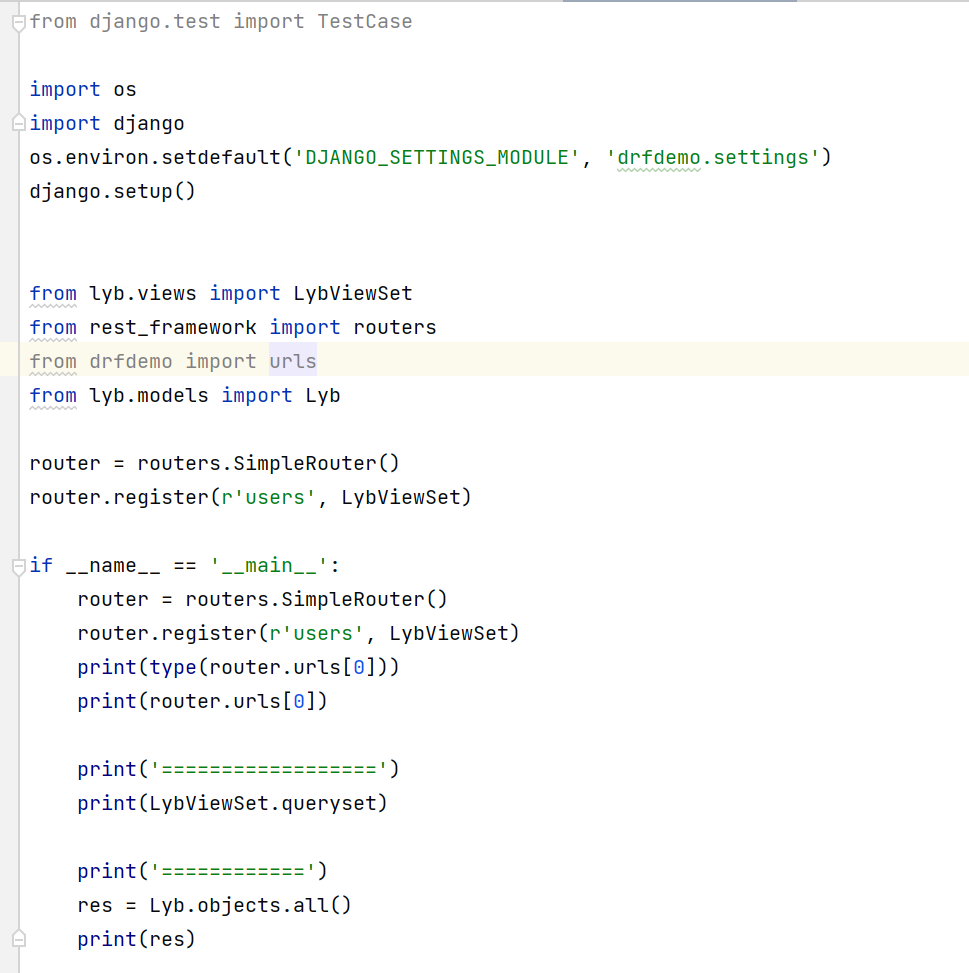 from django.test import TestCase
import os
import django
os.environ.setdefault('DJANGO_SETTINGS_MODULE', 'drfdemo.settings')
django.setup()
from lyb.views import LybViewSet
from rest_framework import routers
from drfdemo import urls
from lyb.models import Lyb
router = routers.SimpleRouter()
router.register(r'users', LybViewSet)
if __name__ == '__main__':
    router = routers.SimpleRouter()
    router.register(r'users', LybViewSet)
    print(type(router.urls[0]))
    print(router.urls[0])
    print('==================')
    print(LybViewSet.queryset)
    print('============')
    res = Lyb.objects.all()
    print(res)